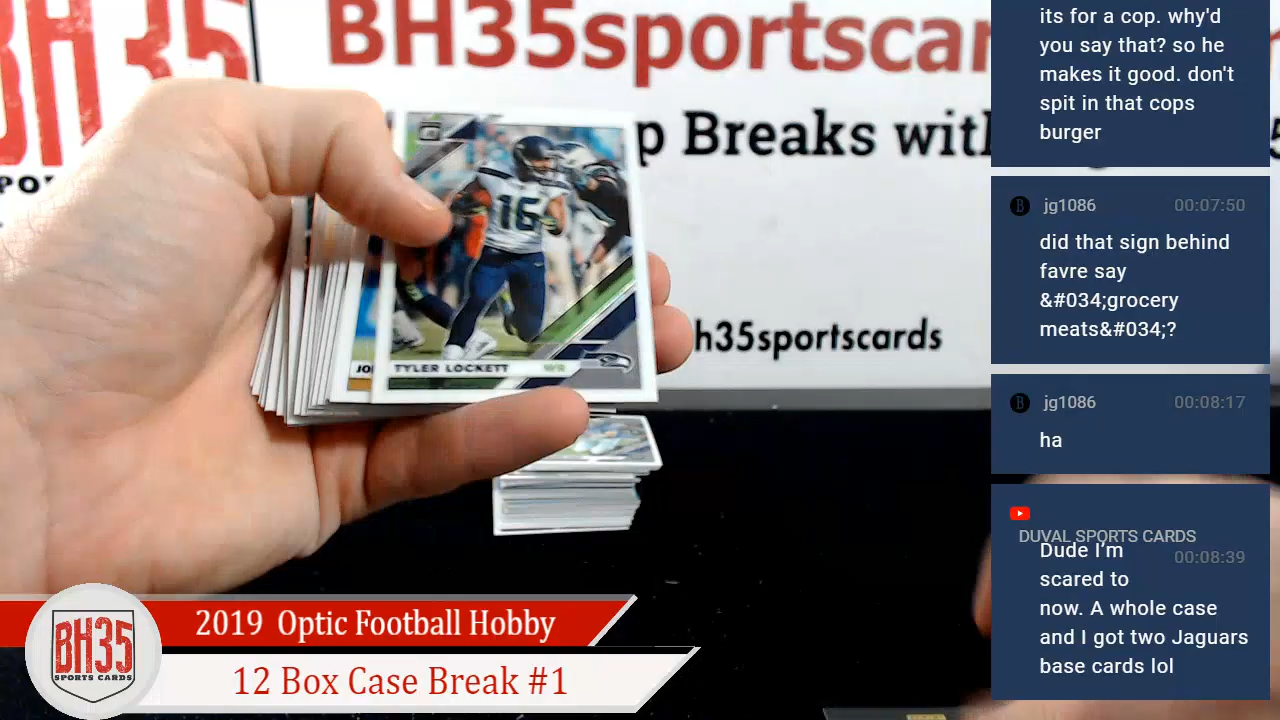 BH35sportscar
p Breaks with
h35sportscards
16
TYLER LOCKETT WR
JO
its for a cop. why'd
you say that? so he
makes it good. don't
spit in that cops
burger
jg1086 00:07:50
did that sign behind
favre say
&#034;grocery
meats&#034;?
jg1086 00:08:17
ha
DUVAL SPORTS CARDS
00:08:39
Dude I'm
scared to
now. A whole case
and I got two Jaguars
base cards lol
BH35
SPORTS CARDS
2019 Optic Football Hobby
12 Box Case Break #1